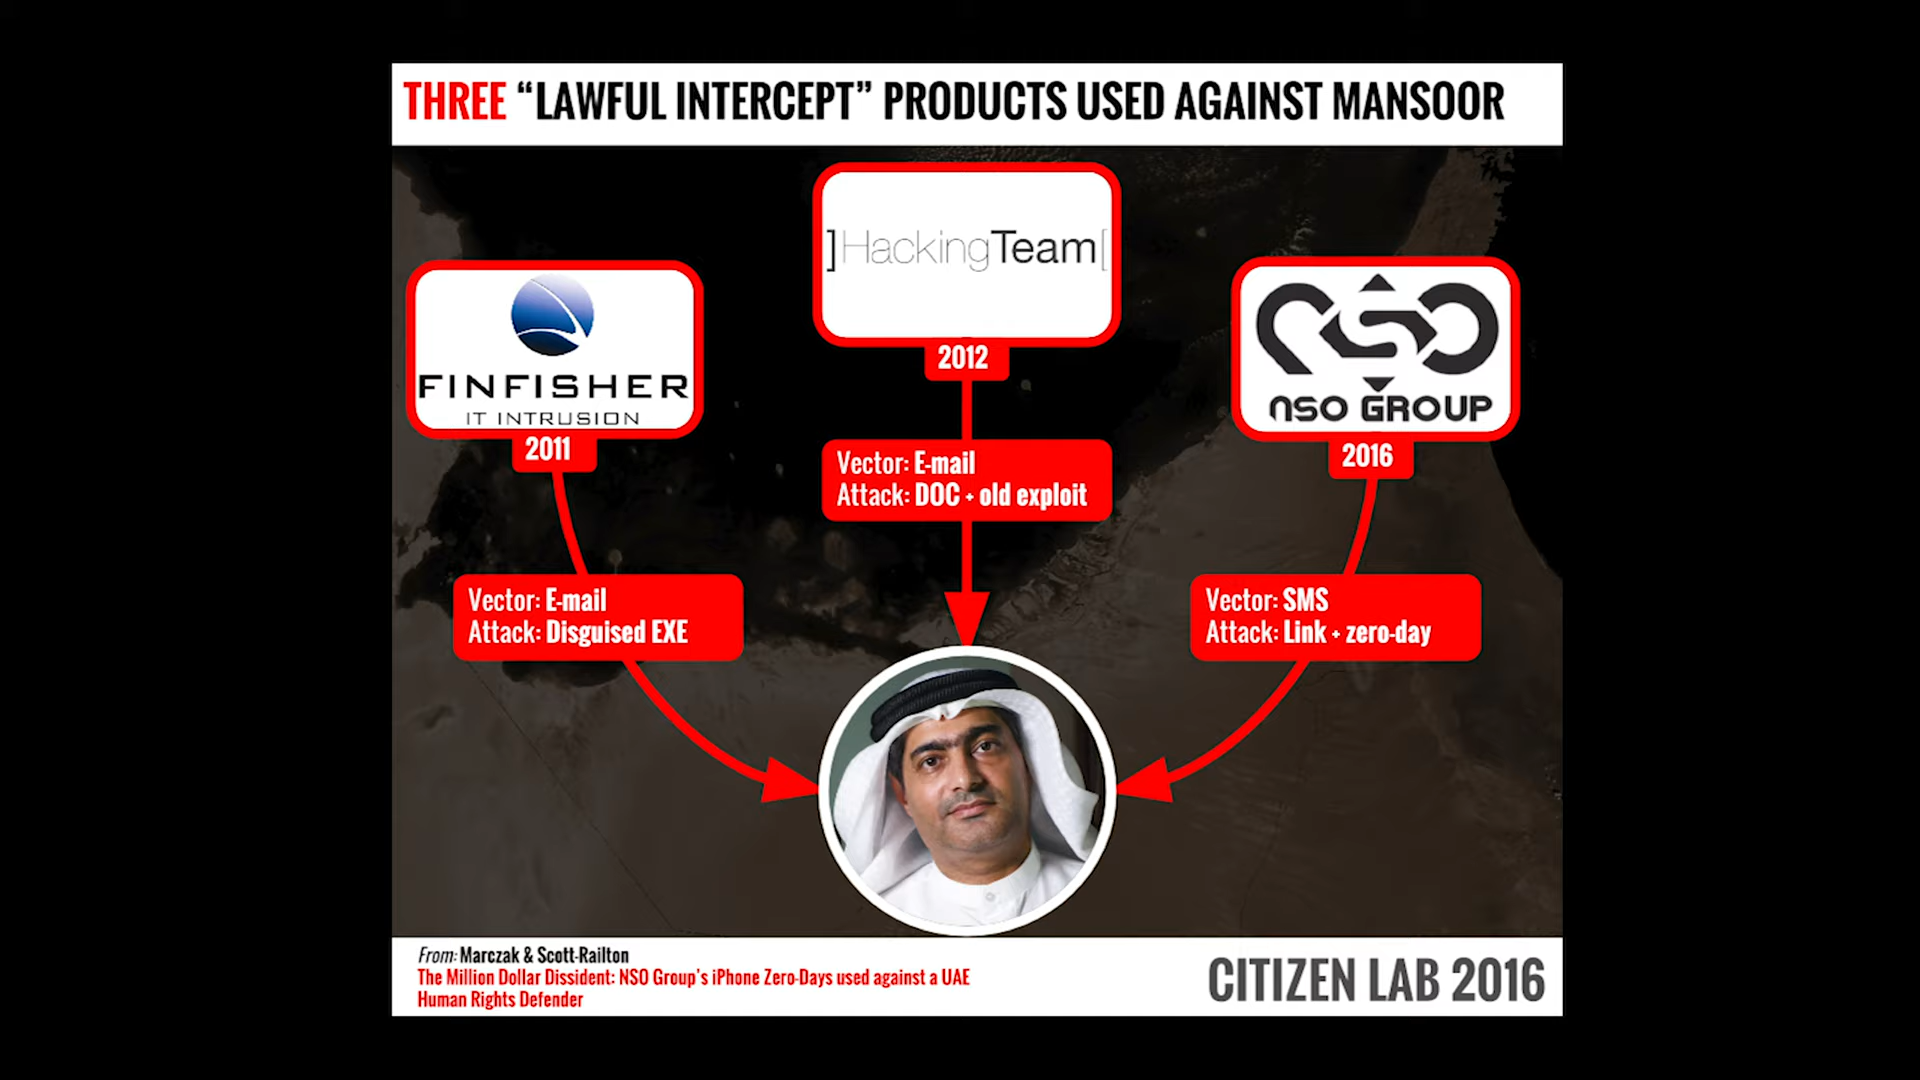 THREE “LAWFUL INTERCEPT” PRODUCTS USED AGAINST MANSOOR
]HackingTeam[
2012
Vector: E-mail
Attack: DOC + old exploit
FINFISHER
IT INTRUSION
2011
Vector: E-mail
Attack: Disguised EXE
NSO
NSO GROUP
2016
Vector: SMS
Attack: Link + zero-day
From: Marczak & Scott-Railton
The Million Dollar Dissident: NSO Group's iPhone Zero-Days used against a UAE
Human Rights Defender
CITIZEN LAB 2016